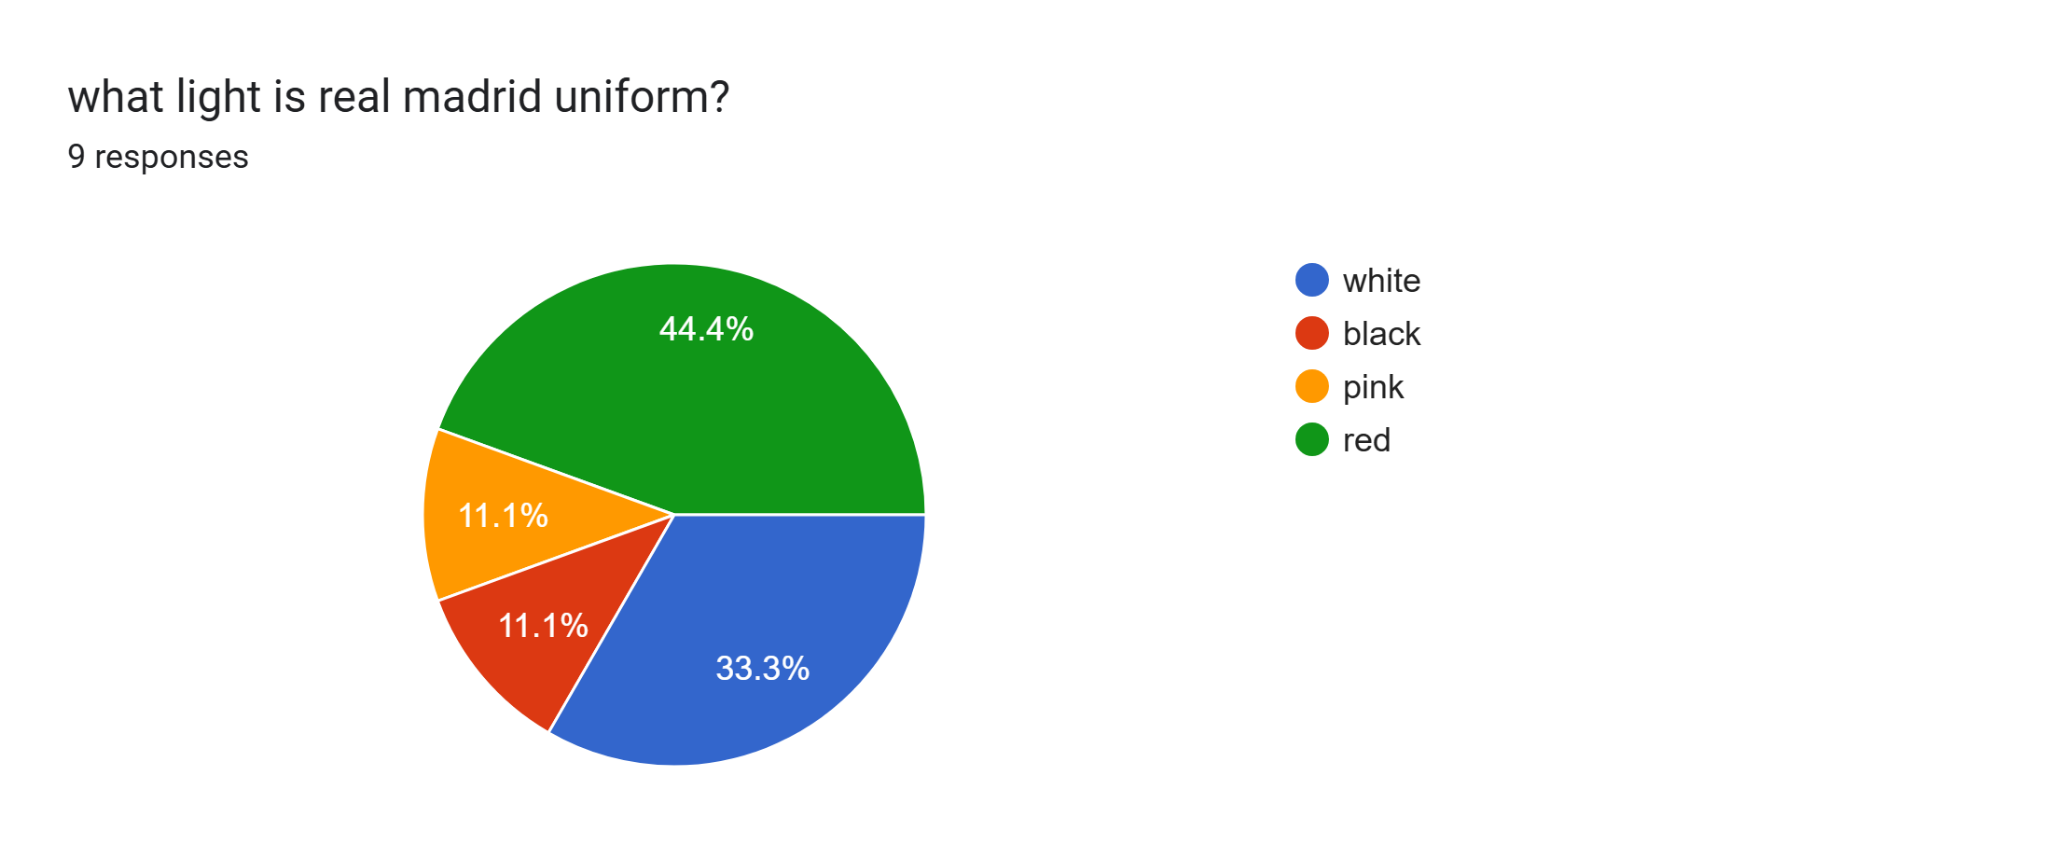 what light is real madrid uniform?
9 responses
44.4%
11.1%
11.1%
33.3%
white
black
pink
red